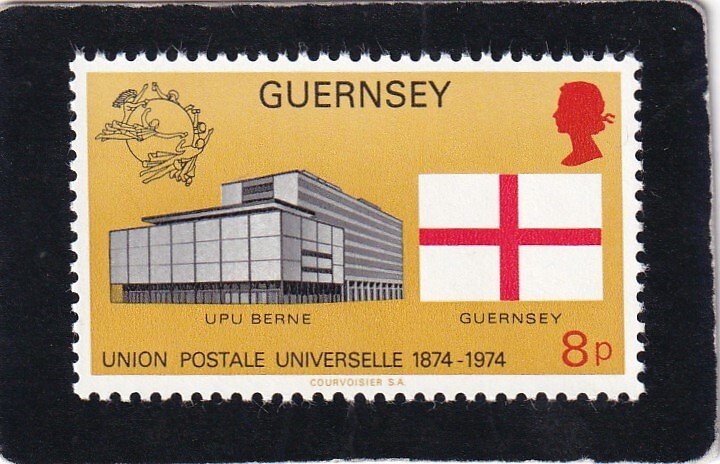 GUERNSEY
UPU BERNE
GUERNSEY
UNION POSTALE UNIVERSELLE 1874-1974
8p
COURVOISIER S.A.